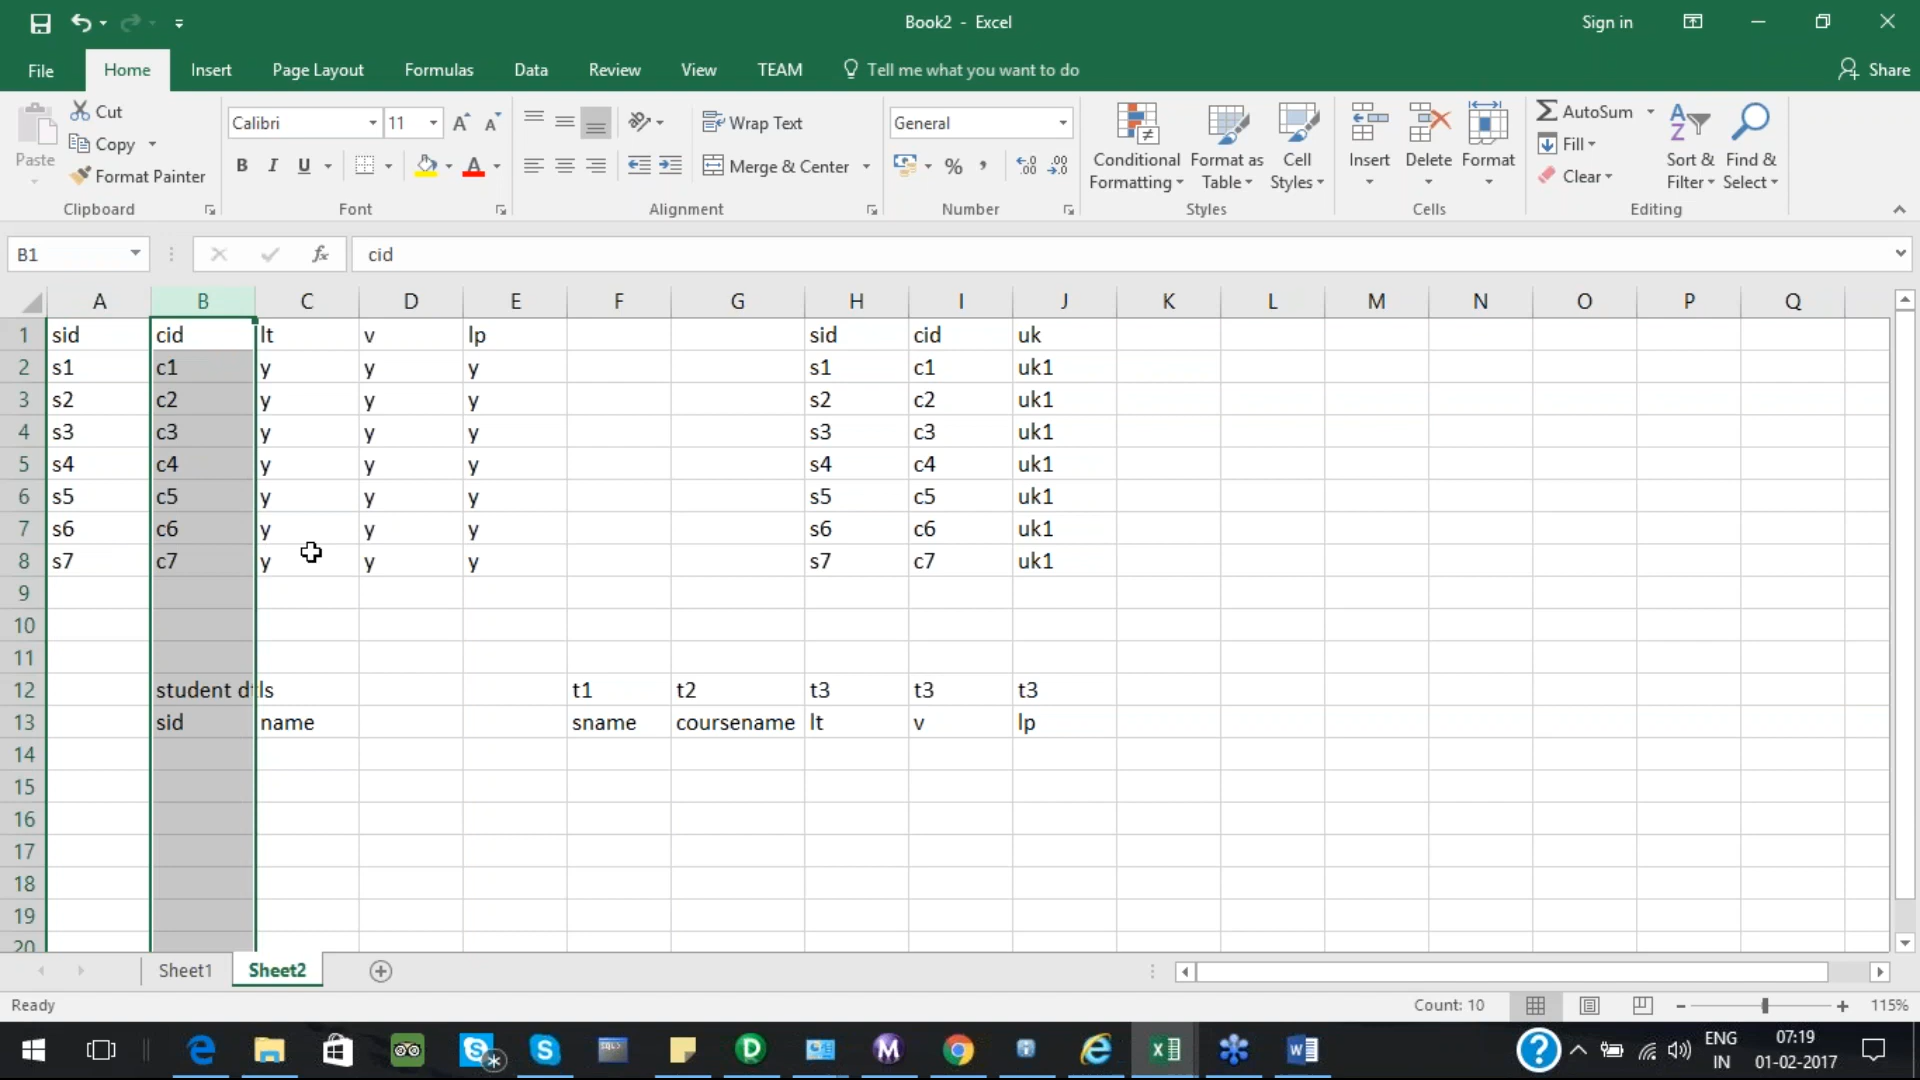 Book2 - Excel
Sign in
File
Home
Insert
Page Layout
Formulas
Data
Review
View
TEAM
Tell me what you want to do
Share
Paste
Cut
Copy
Format Painter
Clipboard
Calibri
11
B I U
Font
Wrap Text
Merge & Center
Alignment
General
%
Number
Conditional Formatting
Format as Table
Cell Styles
Styles
Insert
Delete
Format
Cells
AutoSum
Fill
Clear
Sort & Filter
Find & Select
Editing
B1
fx
cid
A B C D E F G H I J K L M N O P Q
1 sid cid lt v lp sid cid uk
2 s1 c1 y y y s1 c1 uk1
3 s2 c2 y y y s2 c2 uk1
4 s3 c3 y y y s3 c3 uk1
5 s4 c4 y y y s4 c4 uk1
6 s5 c5 y y y s5 c5 uk1
7 s6 c6 y y y s6 c6 uk1
8 s7 c7 y y y s7 c7 uk1
9
10
11
12 student dtls t1 t2 t3 t3 t3
13 sid name sname coursename lt v lp
14
15
16
17
18
19
20
Sheet1
Sheet2
Ready
Count: 10
115%
ENG
IN
07:19
01-02-2017